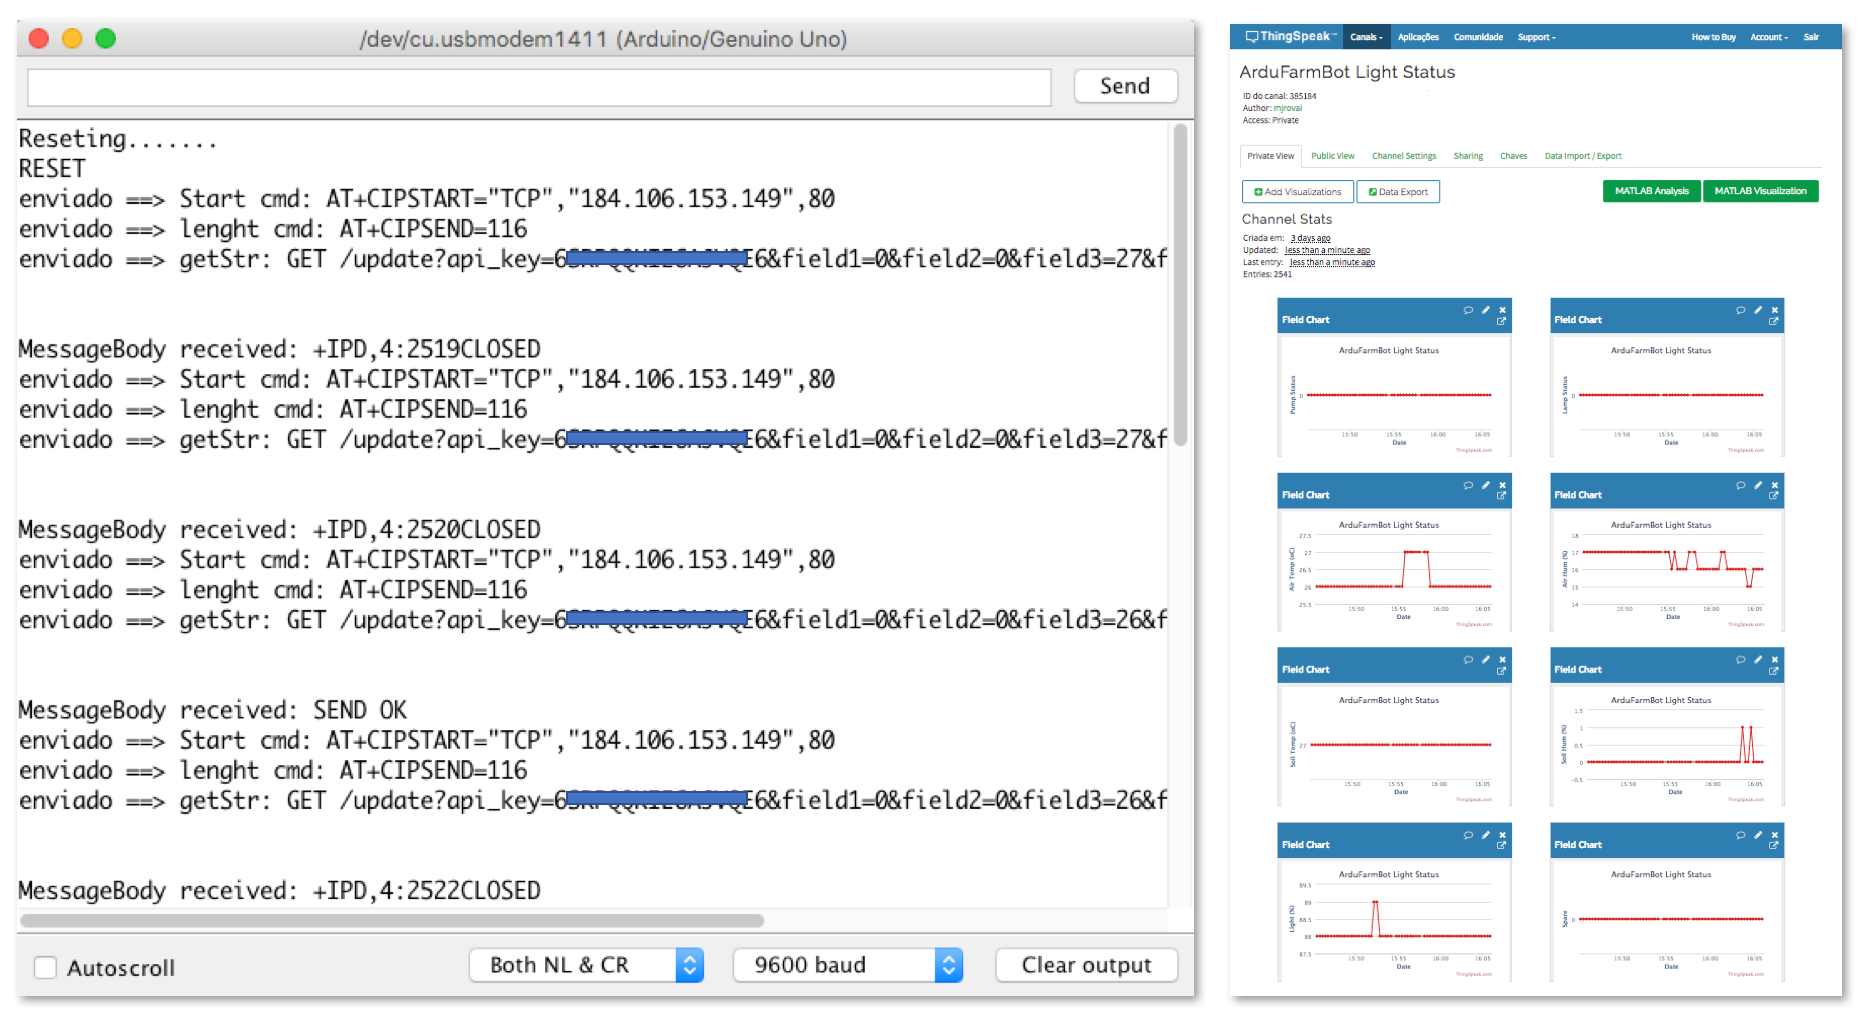 /dev/cu.usbmodem1411 (Arduino/Genuino Uno)
Send
Reseting.......
RESET
enviado ==> Start cmd: AT+CIPSTART="TCP","184.106.153.149",80
enviado ==> lenght cmd: AT+CIPSEND=116
enviado ==> getStr: GET /update?api_key=6 E6&field1=0&field2=0&field3=27&f
MessageBody received: +IPD,4:2519CLOSED
enviado ==> Start cmd: AT+CIPSTART="TCP","184.106.153.149",80
enviado ==> lenght cmd: AT+CIPSEND=116
enviado ==> getStr: GET /update?api_key=6 E6&field1=0&field2=0&field3=27&f
MessageBody received: +IPD,4:2520CLOSED
enviado ==> Start cmd: AT+CIPSTART="TCP","184.106.153.149",80
enviado ==> lenght cmd: AT+CIPSEND=116
enviado ==> getStr: GET /update?api_key=6 E6&field1=0&field2=0&field3=26&f
MessageBody received: SEND OK
enviado ==> Start cmd: AT+CIPSTART="TCP","184.106.153.149",80
enviado ==> lenght cmd: AT+CIPSEND=116
enviado ==> getStr: GET /update?api_key=6 E6&field1=0&field2=0&field3=26&f
MessageBody received: +IPD,4:2522CLOSED
Autoscroll
Both NL & CR
9600 baud
Clear output
ThingSpeak™ Canais Aplicações Comunidade Support How to Buy Account Sair
ArduFarmBot Light Status
ID do canal: 385184
Author: mjrovai
Access: Private
Private View Public View Channel Settings Sharing Chaves Data Import / Export
Add Visualizations Data Export MATLAB Analysis MATLAB Visualization
Channel Stats
Criada em: 3 days ago
Updated: less than a minute ago
Last entry: less than a minute ago
Entries: 2541
Field Chart
ArduFarmBot Light Status
Pump Status
0
15:50 15:55 16:00 16:05
Date
ThingSpeak.com
Field Chart
ArduFarmBot Light Status
Lamp Status
0
15:50 15:55 16:00 16:05
Date
ThingSpeak.com
Field Chart
ArduFarmBot Light Status
Air Temp (oC)
27.5
27
26.5
26
25.5
15:50 15:55 16:00 16:05
Date
ThingSpeak.com
Field Chart
ArduFarmBot Light Status
Air Hum (%)
18
17
16
15
14
15:50 15:55 16:00 16:05
Date
ThingSpeak.com
Field Chart
ArduFarmBot Light Status
Soil Temp (oC)
27
15:50 15:55 16:00 16:05
Date
ThingSpeak.com
Field Chart
ArduFarmBot Light Status
Soil Hum (%)
1.5
1
0.5
0
-0.5
15:50 15:55 16:00 16:05
Date
ThingSpeak.com
Field Chart
ArduFarmBot Light Status
Light (%)
89.5
89
88.5
88
87.5
15:50 15:55 16:00 16:05
Date
ThingSpeak.com
Field Chart
ArduFarmBot Light Status
Spare
0
15:50 15:55 16:00 16:05
Date
ThingSpeak.com